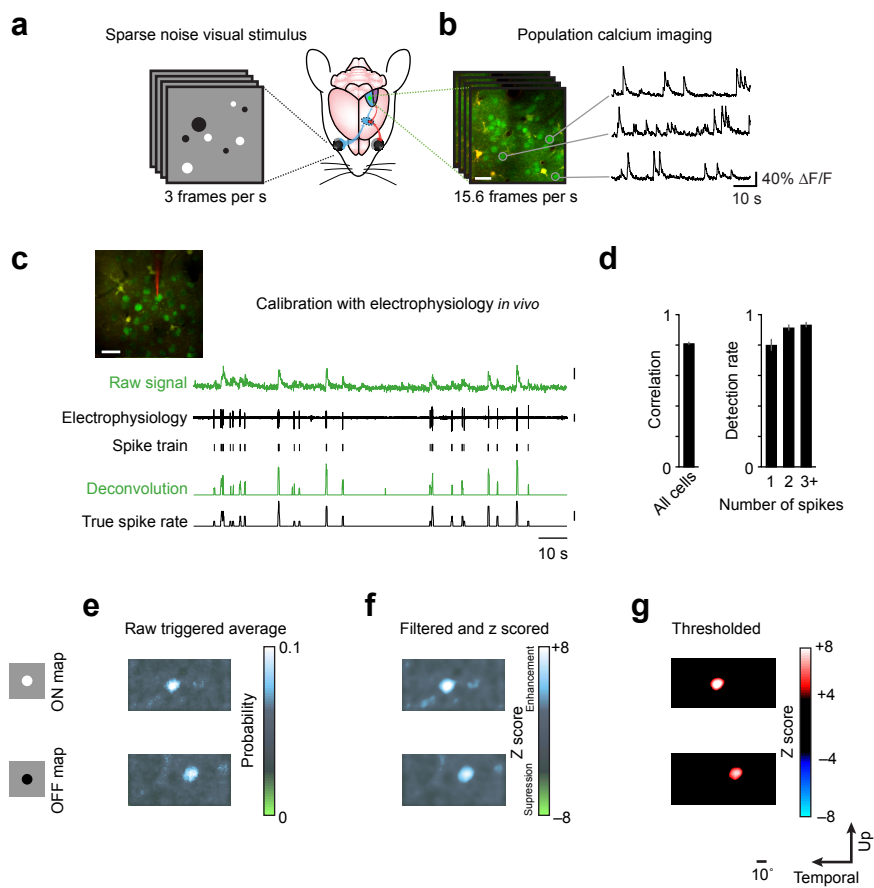 a
Sparse noise visual stimulus
3 frames per s
b
Population calcium imaging
15.6 frames per s
40% ΔF/F
10 s
c
Calibration with electrophysiology in vivo
Raw signal
Electrophysiology
Spike train
Deconvolution
True spike rate
10 s
d
1
Correlation
0
All cells
1
Detection rate
0
1 2 3+
Number of spikes
e
Raw triggered average
ON map
OFF map
0.1
Probability
0
f
Filtered and z scored
+8
Enhancement
Z score
Supression
–8
g
Thresholded
+8
+4
Z score
–4
–8
10°
Up
Temporal